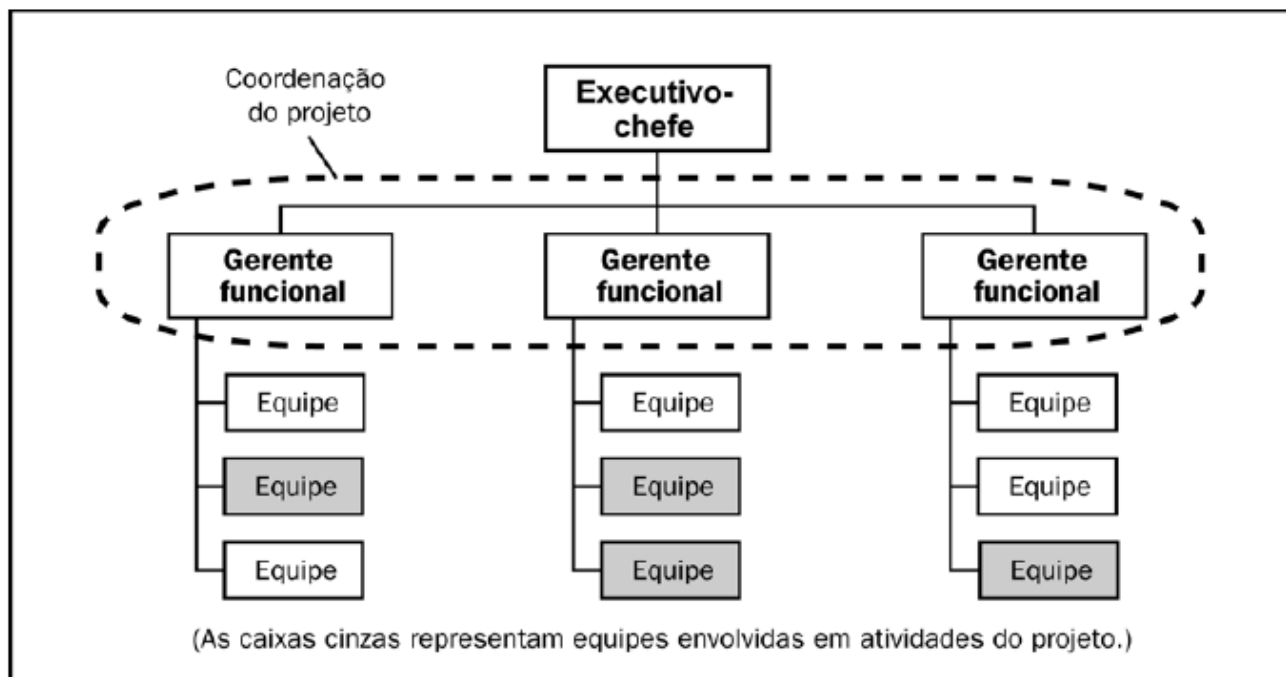 Coordenação
do projeto
Executivo-
chefe
Gerente
funcional
Gerente
funcional
Gerente
funcional
Equipe
Equipe
Equipe
Equipe
Equipe
Equipe
Equipe
Equipe
Equipe
(As caixas cinzas representam equipes envolvidas em atividades do projeto.)